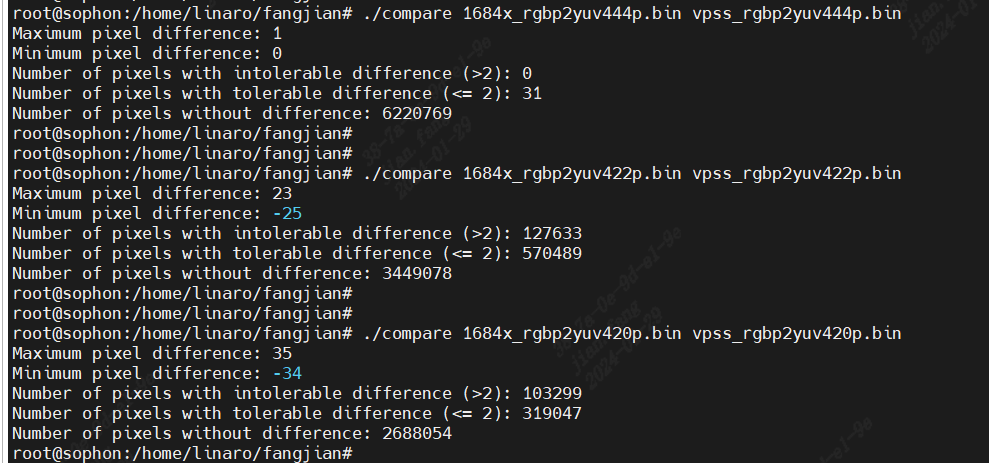 root@sophon:/home/linaro/fangjian# ./compare 1684x_rgbp2yuv444p.bin vpss_rgbp2yuv444p.bin
Maximum pixel difference: 1
Minimum pixel difference: 0
Number of pixels with intolerable difference (>2): 0
Number of pixels with tolerable difference (<= 2): 31
Number of pixels without difference: 6220769
root@sophon:/home/linaro/fangjian#
root@sophon:/home/linaro/fangjian#
root@sophon:/home/linaro/fangjian# ./compare 1684x_rgbp2yuv422p.bin vpss_rgbp2yuv422p.bin
Maximum pixel difference: 23
Minimum pixel difference: -25
Number of pixels with intolerable difference (>2): 127633
Number of pixels with tolerable difference (<= 2): 570489
Number of pixels without difference: 3449078
root@sophon:/home/linaro/fangjian#
root@sophon:/home/linaro/fangjian#
root@sophon:/home/linaro/fangjian# ./compare 1684x_rgbp2yuv420p.bin vpss_rgbp2yuv420p.bin
Maximum pixel difference: 35
Minimum pixel difference: -34
Number of pixels with intolerable difference (>2): 103299
Number of pixels with tolerable difference (<= 2): 319047
Number of pixels without difference: 2688054
root@sophon:/home/linaro/fangjian#